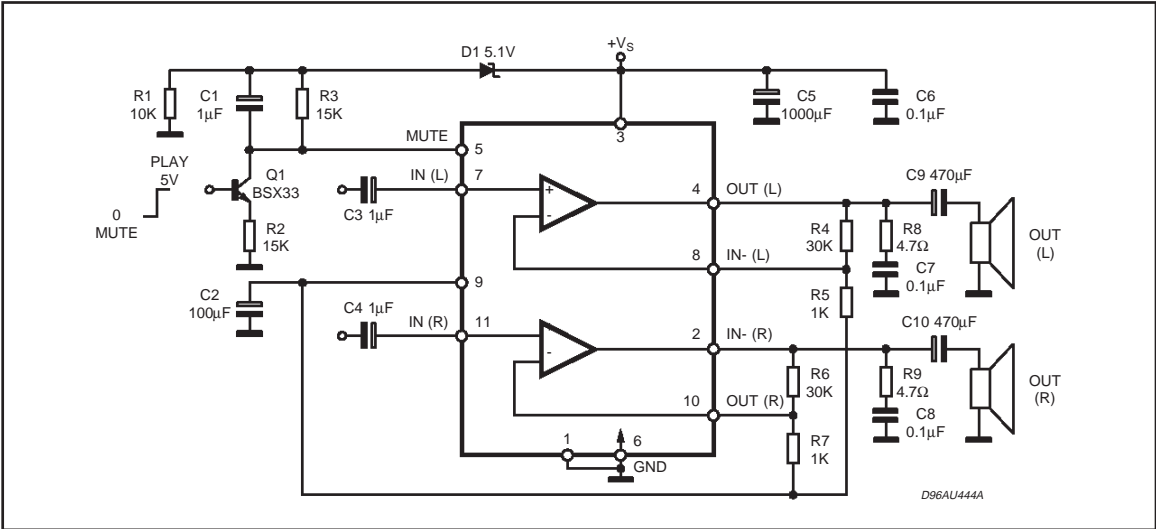 D1 5.1V
+VS
R1
10K
C1
1µF
R3
15K
C5
1000µF
C6
0.1µF
MUTE
3
5
PLAY
5V
Q1
BSX33
IN (L)
7
+
-
4
OUT (L)
C9 470µF
C3 1µF
0
MUTE
R2
15K
R4
30K
R8
4.7Ω
OUT
(L)
8
IN- (L)
C7
0.1µF
9
R5
1K
C2
100µF
C4 1µF
IN (R)
11
+
-
2
IN- (R)
C10 470µF
R6
30K
R9
4.7Ω
OUT
(R)
10
OUT (R)
C8
0.1µF
1
6
GND
R7
1K
D96AU444A